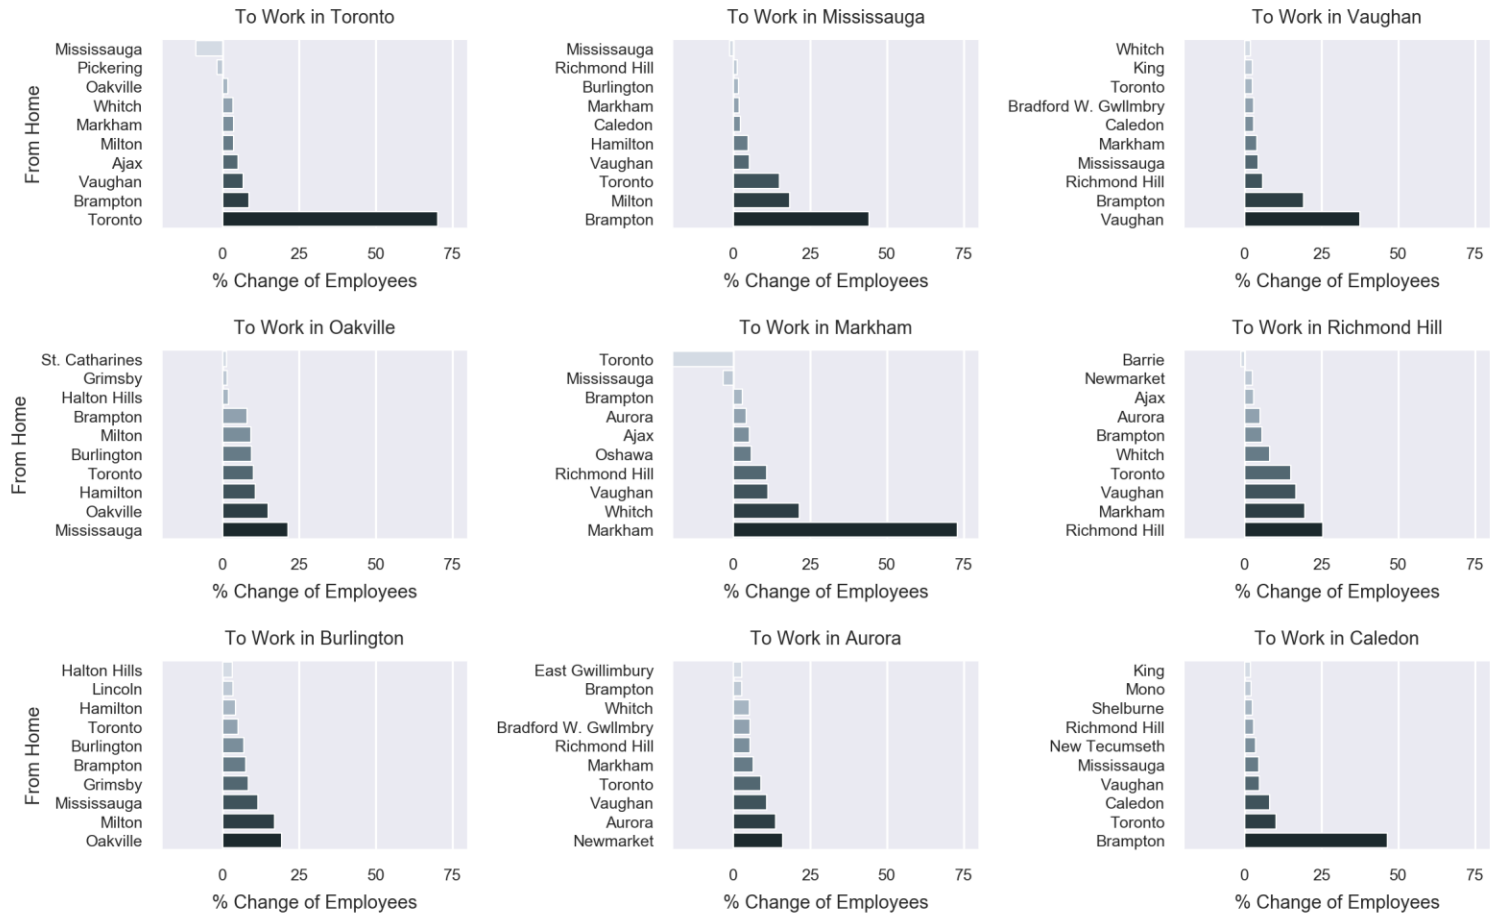 To Work in Toronto
From Home
Mississauga
Pickering
Oakville
Whitch
Markham
Milton
Ajax
Vaughan
Brampton
Toronto
0 25 50 75
% Change of Employees
To Work in Mississauga
Mississauga
Richmond Hill
Burlington
Markham
Caledon
Hamilton
Vaughan
Toronto
Milton
Brampton
0 25 50 75
% Change of Employees
To Work in Vaughan
Whitch
King
Toronto
Bradford W. Gwllmbry
Caledon
Markham
Mississauga
Richmond Hill
Brampton
Vaughan
0 25 50 75
% Change of Employees
To Work in Oakville
From Home
St. Catharines
Grimsby
Halton Hills
Brampton
Milton
Burlington
Toronto
Hamilton
Oakville
Mississauga
0 25 50 75
% Change of Employees
To Work in Markham
Toronto
Mississauga
Brampton
Aurora
Ajax
Oshawa
Richmond Hill
Vaughan
Whitch
Markham
0 25 50 75
% Change of Employees
To Work in Richmond Hill
Barrie
Newmarket
Ajax
Aurora
Brampton
Whitch
Toronto
Vaughan
Markham
Richmond Hill
0 25 50 75
% Change of Employees
To Work in Burlington
From Home
Halton Hills
Lincoln
Hamilton
Toronto
Burlington
Brampton
Grimsby
Mississauga
Milton
Oakville
0 25 50 75
% Change of Employees
To Work in Aurora
East Gwillimbury
Brampton
Whitch
Bradford W. Gwllmbry
Richmond Hill
Markham
Toronto
Vaughan
Aurora
Newmarket
0 25 50 75
% Change of Employees
To Work in Caledon
King
Mono
Shelburne
Richmond Hill
New Tecumseth
Mississauga
Vaughan
Caledon
Toronto
Brampton
0 25 50 75
% Change of Employees